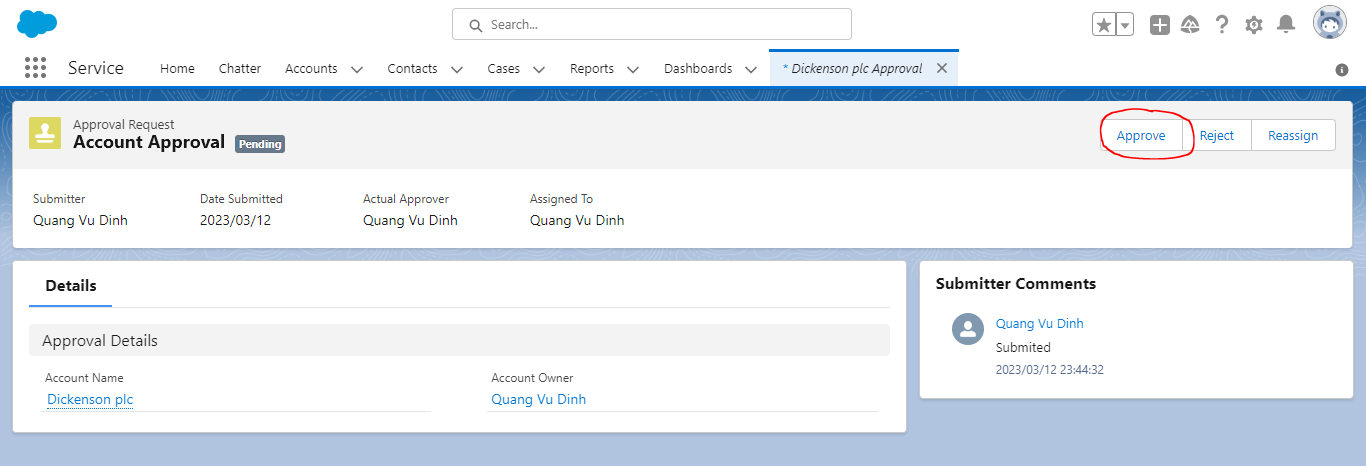 Search...
Service Home Chatter Accounts Contacts Cases Reports Dashboards * Dickenson plc Approval
Approval Request
Account Approval Pending
Approve Reject Reassign
Submitter Date Submitted Actual Approver Assigned To
Quang Vu Dinh 2023/03/12 Quang Vu Dinh Quang Vu Dinh
Details
Approval Details
Account Name Account Owner
Dickenson plc Quang Vu Dinh
Submitter Comments
Quang Vu Dinh
Submited
2023/03/12 23:44:32